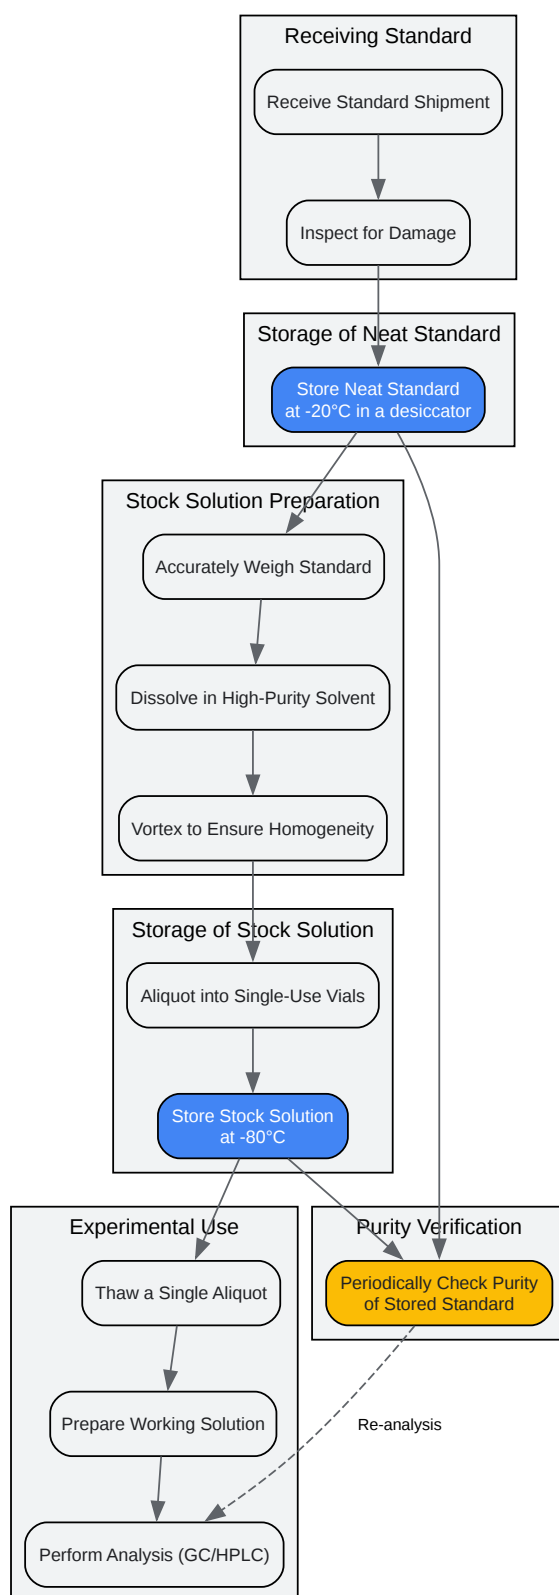 Receiving Standard
Receive Standard Shipment
Inspect for Damage
Storage of Neat Standard
Store Neat Standard
at -20°C in a desiccator
Stock Solution Preparation
Accurately Weigh Standard
Dissolve in High-Purity Solvent
Vortex to Ensure Homogeneity
Storage of Stock Solution
Aliquot into Single-Use Vials
Store Stock Solution
at -80°C
Experimental Use
Thaw a Single Aliquot
Prepare Working Solution
Perform Analysis (GC/HPLC)
Purity Verification
Periodically Check Purity
of Stored Standard
Re-analysis